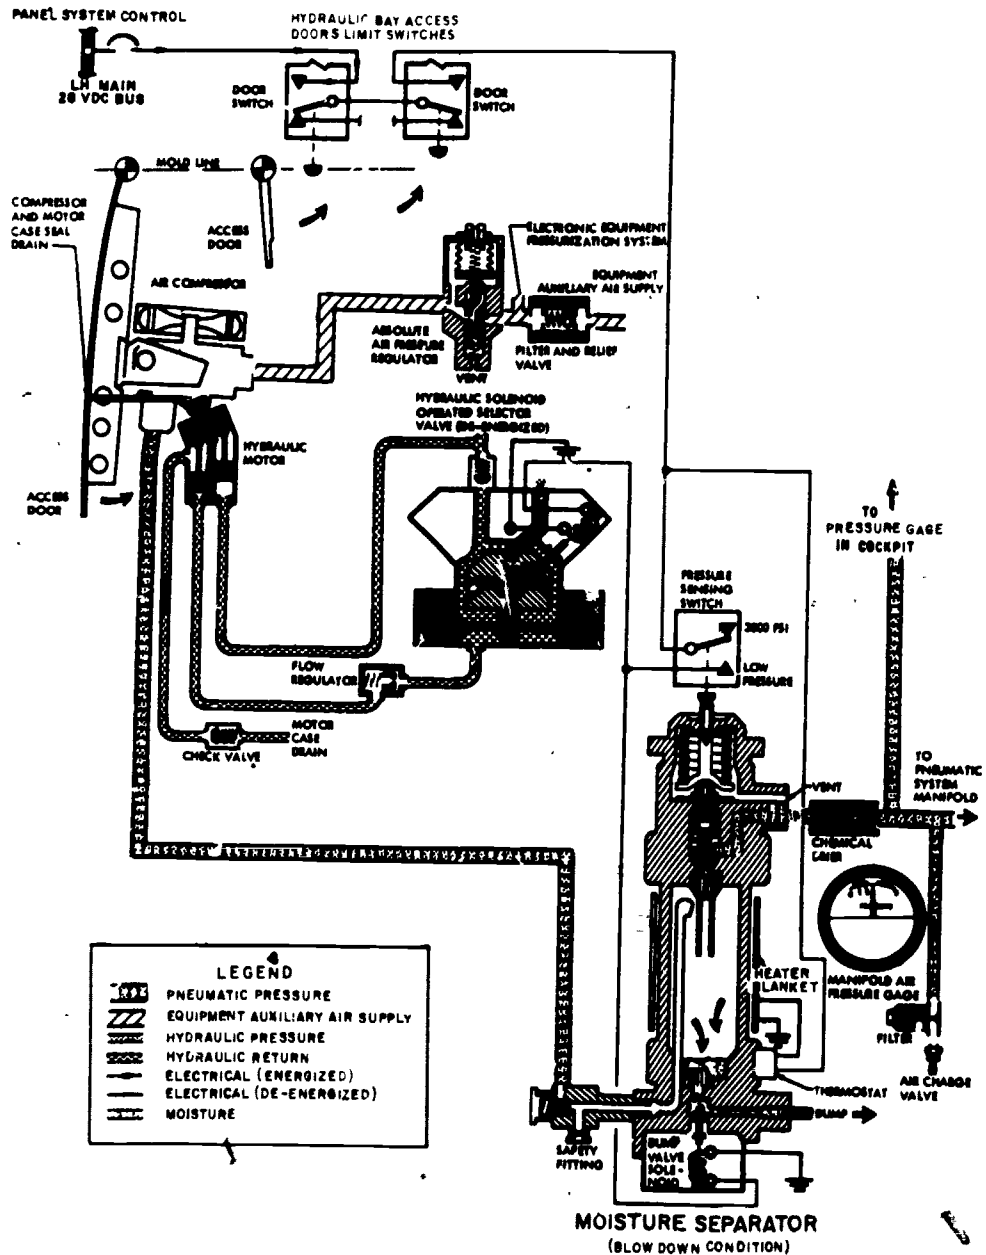 PANEL SYSTEM CONTROL
HYDRAULIC BAY ACCESS
DOORS LIMIT SWITCHES
LH MAIN
28 VDC BUS
DOOR
SWITCH
DOOR
SWITCH
MOLD LINE
COMPRESSOR
AND MOTOR
CASE SEAL
DRAIN
ACCESS
DOOR
ELECTRONIC EQUIPMENT
PRESSURIZATION SYSTEM
AIR COMPRESSOR
EQUIPMENT
AUXILIARY AIR SUPPLY
ABSOLUTE
AIR PRESSURE
REGULATOR
FILTER AND RELIEF
VALVE
VENT
HYDRAULIC SOLENOID
OPERATED SELECTOR
VALVE (DE-ENERGIZED)
HYDRAULIC
MOTOR
ACCESS
DOOR
TO
PRESSURE GAGE
IN COCKPIT
PRESSURE
SENSING
SWITCH
LOW
PRESSURE
FLOW
REGULATOR
MOTOR
CASE
DRAIN
CHECK VALVE
TO
PNEUMATIC
SYSTEM
MANIFOLD
VENT
CHEMICAL
DRIER
HEATER
BLANKET
MANIFOLD AIR
PRESSURE GAGE
FILTER
AIR CHARGE
VALVE
THERMOSTAT
DUMP
LEGEND
PNEUMATIC PRESSURE
EQUIPMENT AUXILIARY AIR SUPPLY
HYDRAULIC PRESSURE
HYDRAULIC RETURN
ELECTRICAL (ENERGIZED)
ELECTRICAL (DE-ENERGIZED)
MOISTURE
SAFETY
FITTING
DUMP
VALVE
SOLE-
NOID
MOISTURE SEPARATOR
(BLOW DOWN CONDITION)